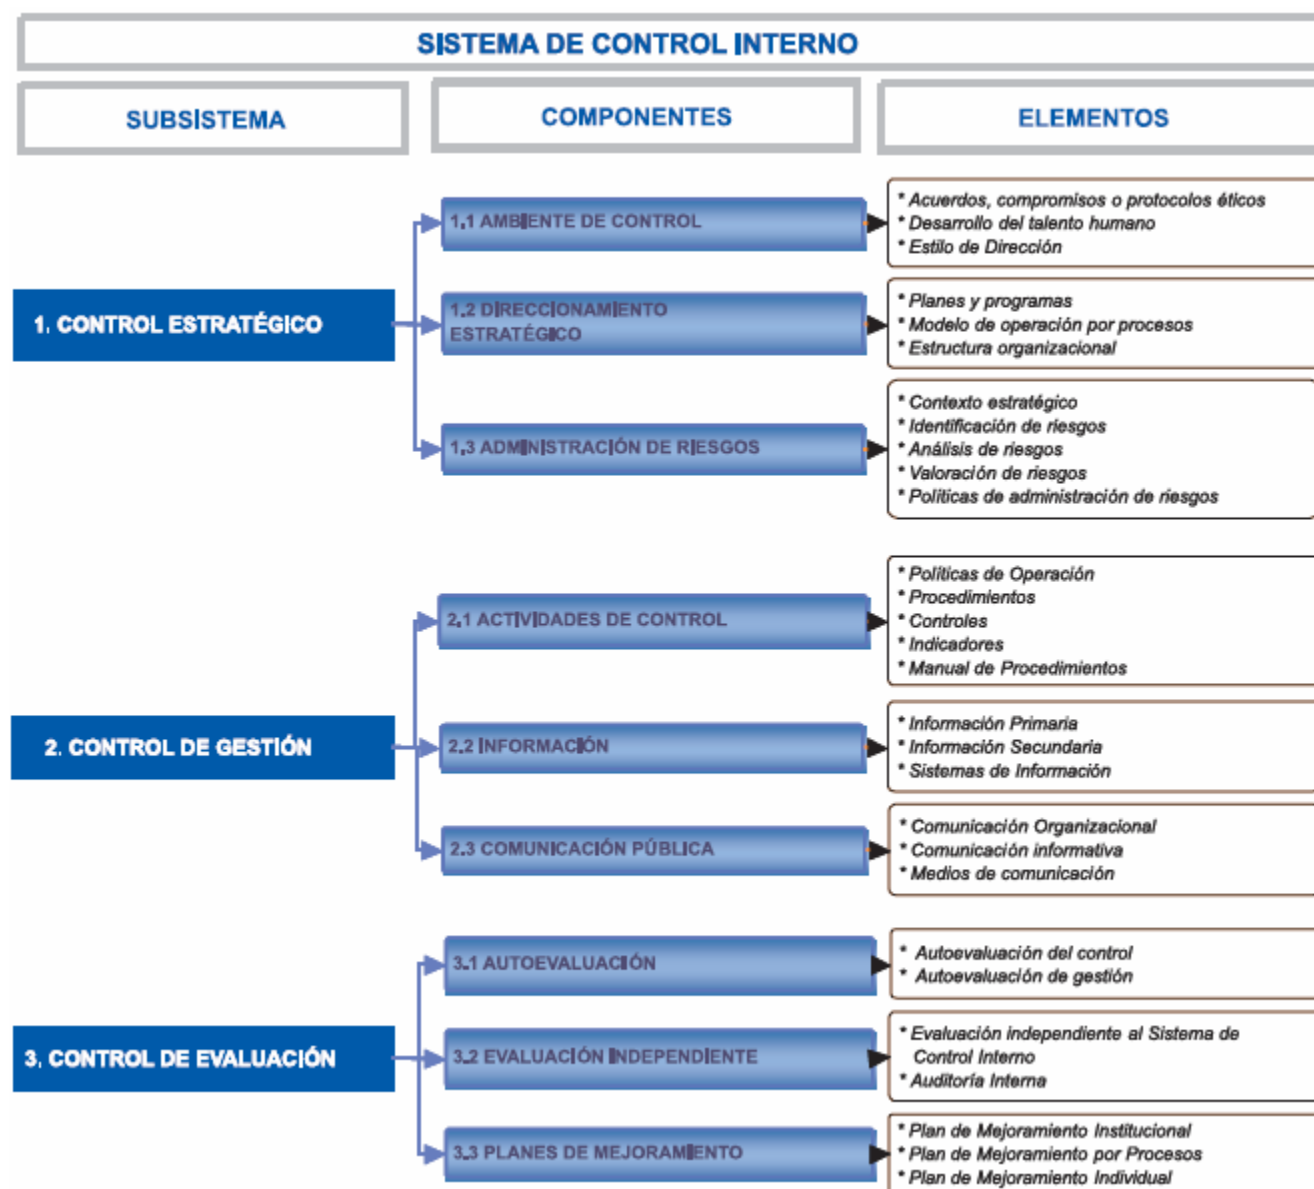 SISTEMA DE CONTROL INTERNO
SUBSISTEMA
COMPONENTES
ELEMENTOS
1. CONTROL ESTRATÉGICO
1.1 AMBIENTE DE CONTROL
* Acuerdos, compromisos o protocolos éticos
* Desarrollo del talento humano
* Estilo de Dirección
1.2 DIRECCIONAMIENTO
ESTRATÉGICO
* Planes y programas
* Modelo de operación por procesos
* Estructura organizacional
1.3 ADMINISTRACIÓN DE RIESGOS
* Contexto estratégico
* Identificación de riesgos
* Análisis de riesgos
* Valoración de riesgos
* Políticas de administración de riesgos
2. CONTROL DE GESTIÓN
2.1 ACTIVIDADES DE CONTROL
* Políticas de Operación
* Procedimientos
* Controles
* Indicadores
* Manual de Procedimientos
2.2 INFORMACIÓN
* Información Primaria
* Información Secundaria
* Sistemas de Información
2.3 COMUNICACIÓN PÚBLICA
* Comunicación Organizacional
* Comunicación informativa
* Medios de comunicación
3. CONTROL DE EVALUACIÓN
3.1 AUTOEVALUACIÓN
* Autoevaluación del control
* Autoevaluación de gestión
3.2 EVALUACIÓN INDEPENDIENTE
* Evaluación independiente al Sistema de
Control Interno
* Auditoría Interna
3.3 PLANES DE MEJORAMIENTO
* Plan de Mejoramiento Institucional
* Plan de Mejoramiento por Procesos
* Plan de Mejoramiento Individual